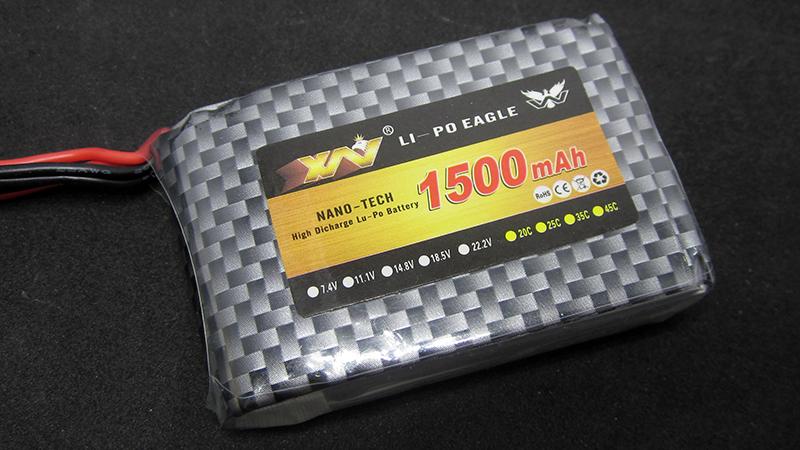 XW® LI-PO EAGLE
NANO-TECH
High Dicharge Lu-Po Battery
1500mAh
RoHS CE
7.4V 11.1V 14.8V 18.5V 22.2V 20C 25C 35C 45C